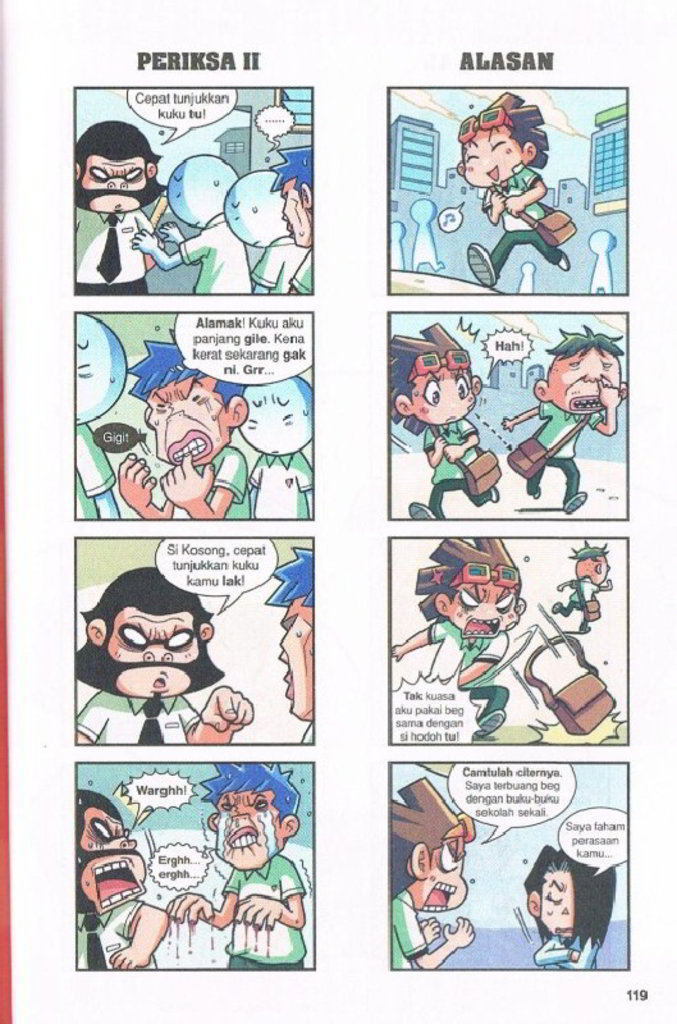 PERIKSA II
Cepat tunjukkan
kuku tu!
......
Alamak! Kuku aku
panjang gile. Kena
kerat sekarang gak
ni. Grr...
Gigit
Si Kosong, cepat
tunjukkan kuku
kamu lak!
Warghh!
Erghh...
erghh...
ALASAN
Hah!
Tak kuasa
aku pakai beg
sama dengan
si hodoh tu!
Camtulah citernya.
Saya terbuang beg
dengan buku-buku
sekolah sekali.
Saya faham
perasaan
kamu...
119